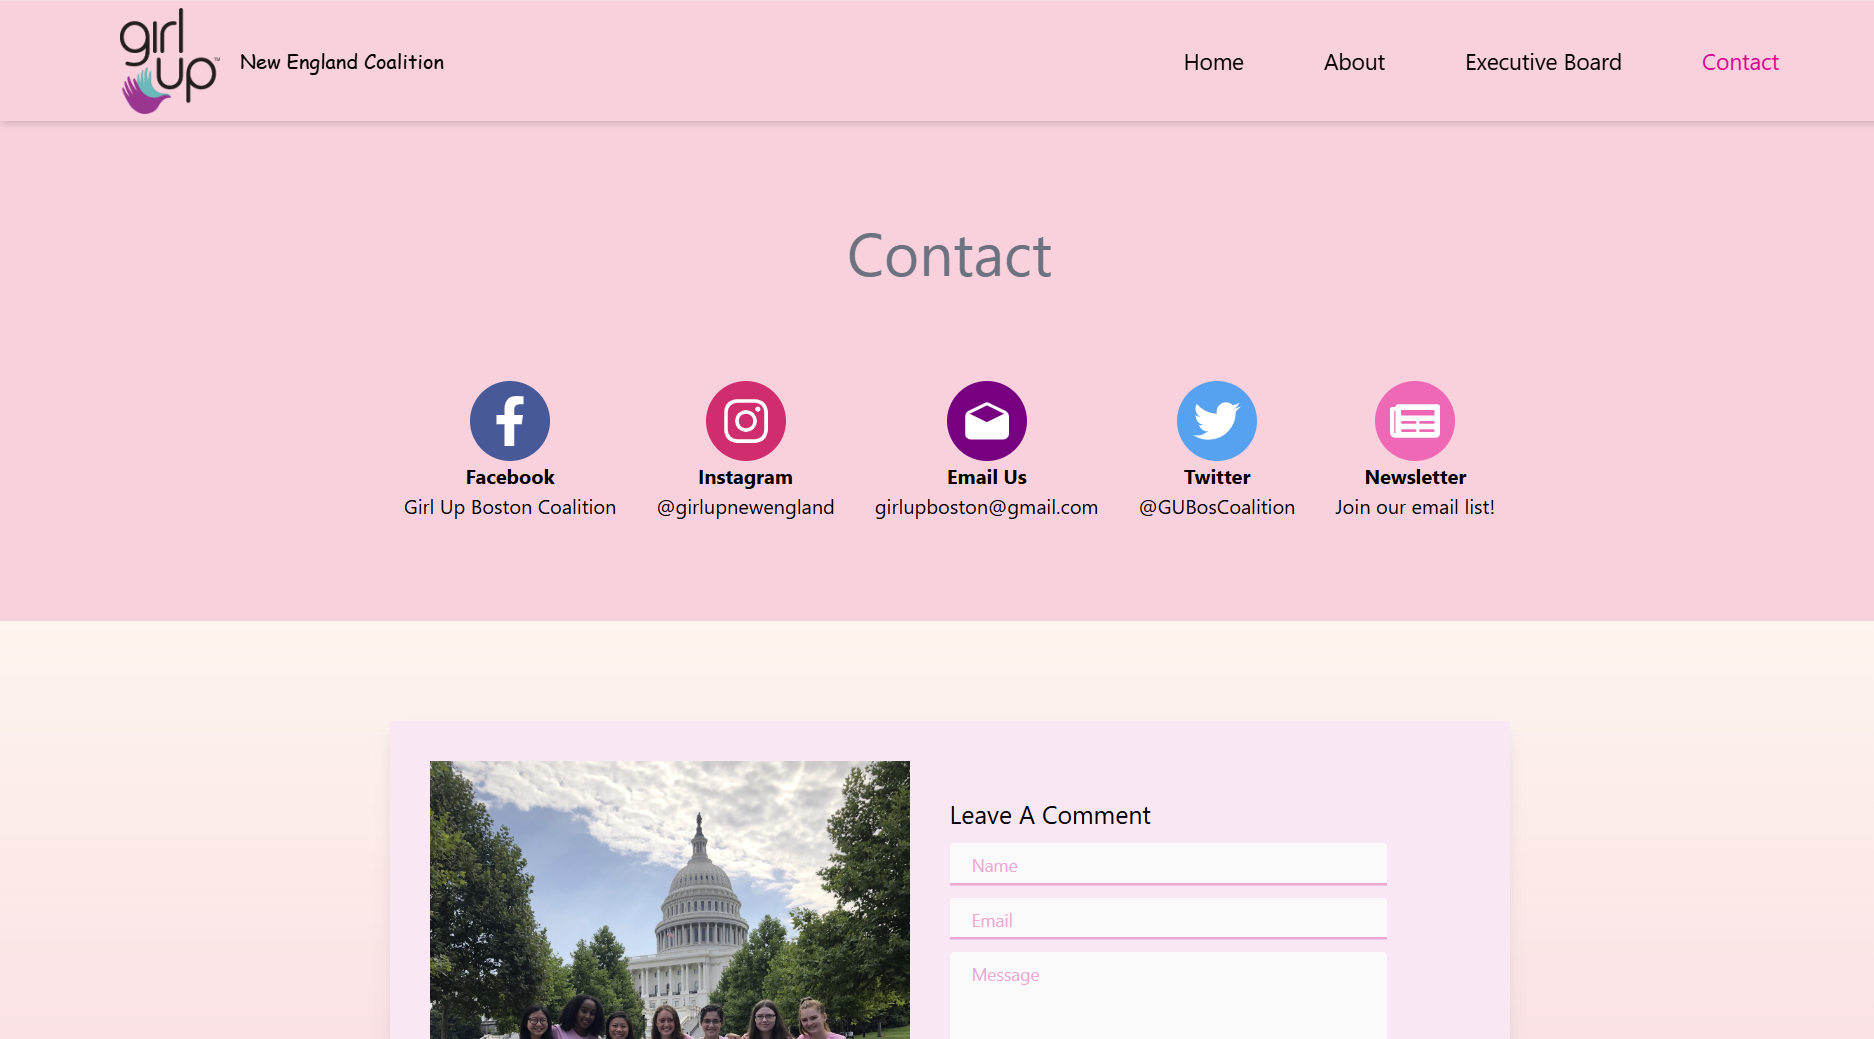 girl
up™
New England Coalition
Home
About
Executive Board
Contact
Contact
Facebook
Girl Up Boston Coalition
Instagram
@girlupnewengland
Email Us
girlupboston@gmail.com
Twitter
@GUBosCoalition
Newsletter
Join our email list!
Leave A Comment
Name
Email
Message